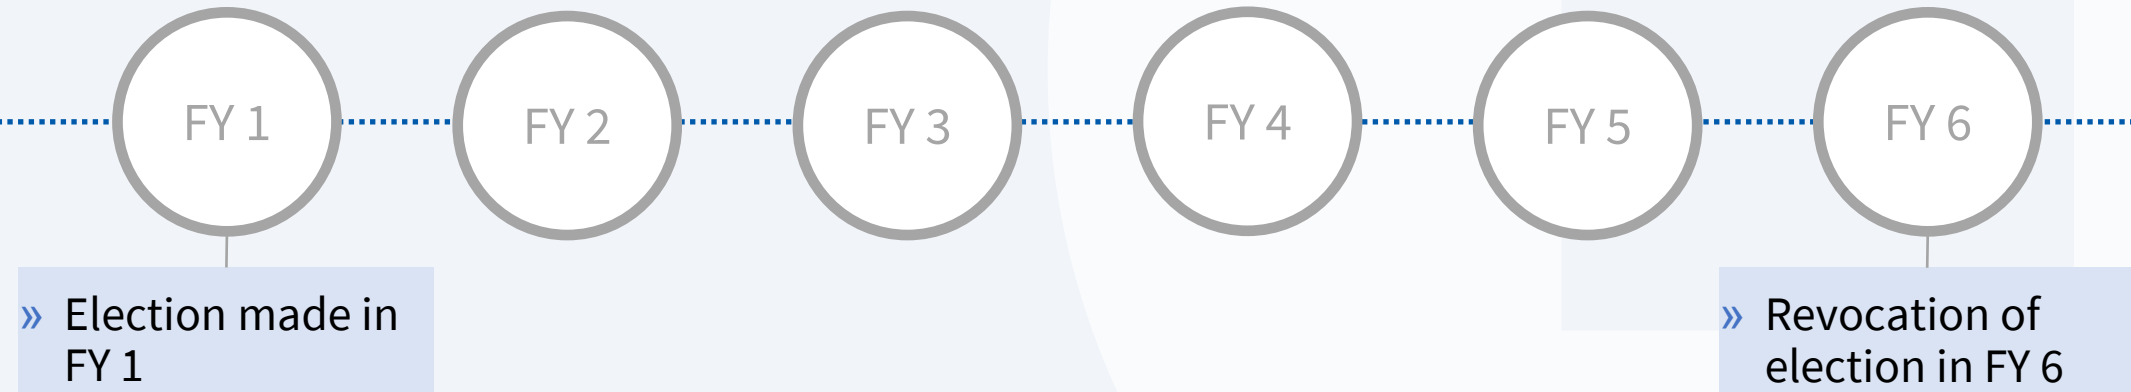 FY 1
FY 2
FY 3
FY 4
FY 5
FY 6
» Election made in
FY 1
» Revocation of
election in FY 6